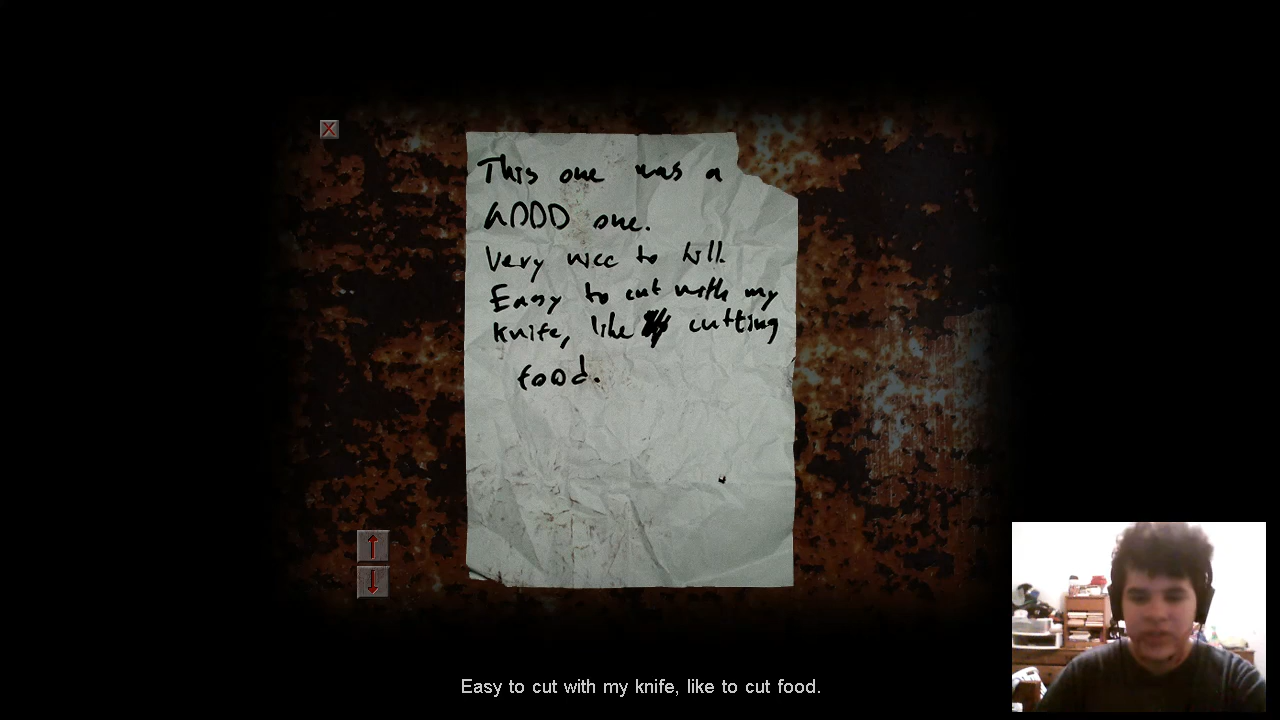 This one was a
GOOD one.
Very nice to kill.
Easy to cut with my
knife, like cutting
food.
Easy to cut with my knife, like to cut food.